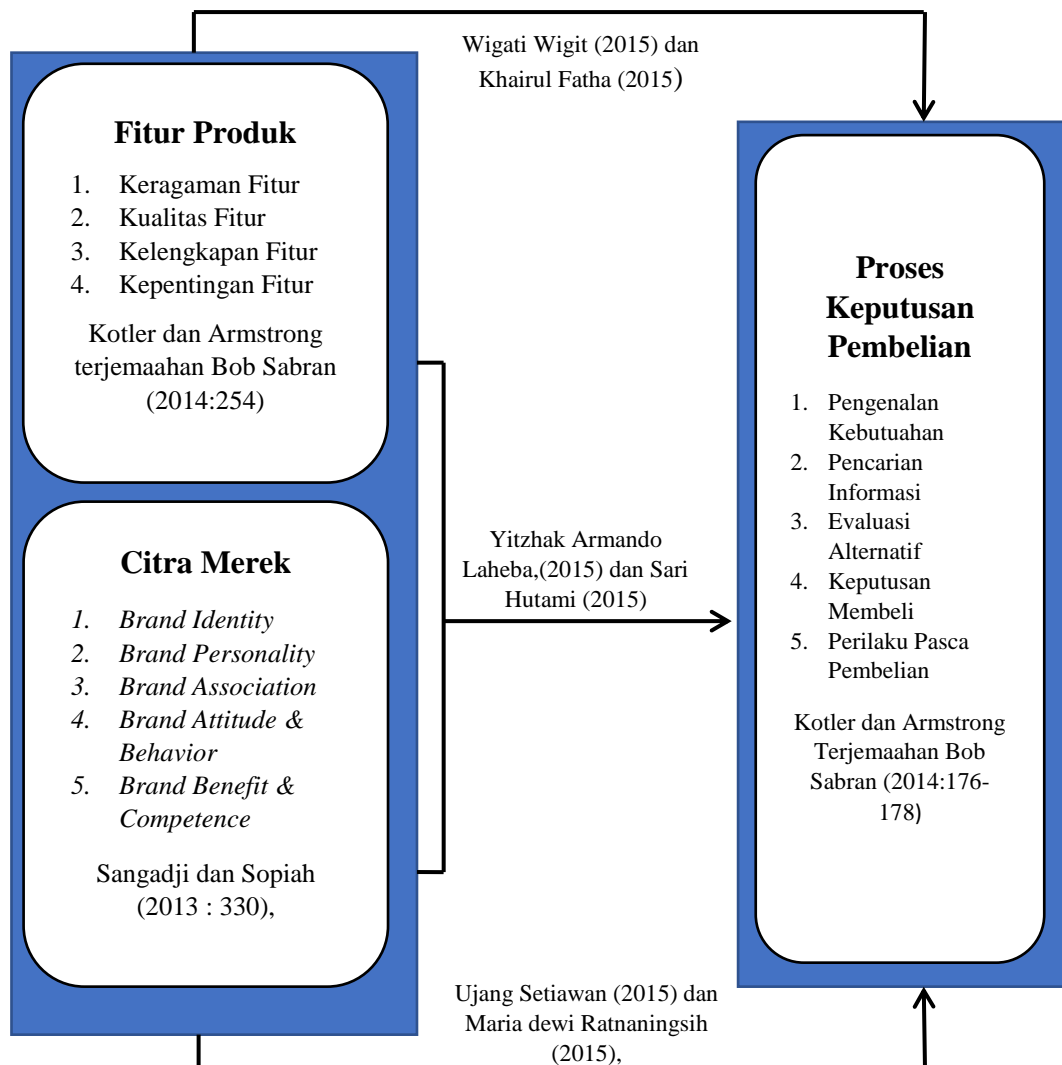 Wigati Wigit (2015) dan
Khairul Fatha (2015)
Fitur Produk
1. Keragaman Fitur
2. Kualitas Fitur
3. Kelengkapan Fitur
4. Kepentingan Fitur
Kotler dan Armstrong
terjemaahan Bob Sabran
(2014:254)
Citra Merek
1. Brand Identity
2. Brand Personality
3. Brand Association
4. Brand Attitude &
Behavior
5. Brand Benefit &
Competence
Sangadji dan Sopiah
(2013 : 330),
Yitzhak Armando
Laheba,(2015) dan Sari
Hutami (2015)
Proses
Keputusan
Pembelian
1. Pengenalan
Kebutuahan
2. Pencarian
Informasi
3. Evaluasi
Alternatif
4. Keputusan
Membeli
5. Perilaku Pasca
Pembelian
Kotler dan Armstrong
Terjemaahan Bob
Sabran (2014:176-
178)
Ujang Setiawan (2015) dan
Maria dewi Ratnaningsih
(2015),